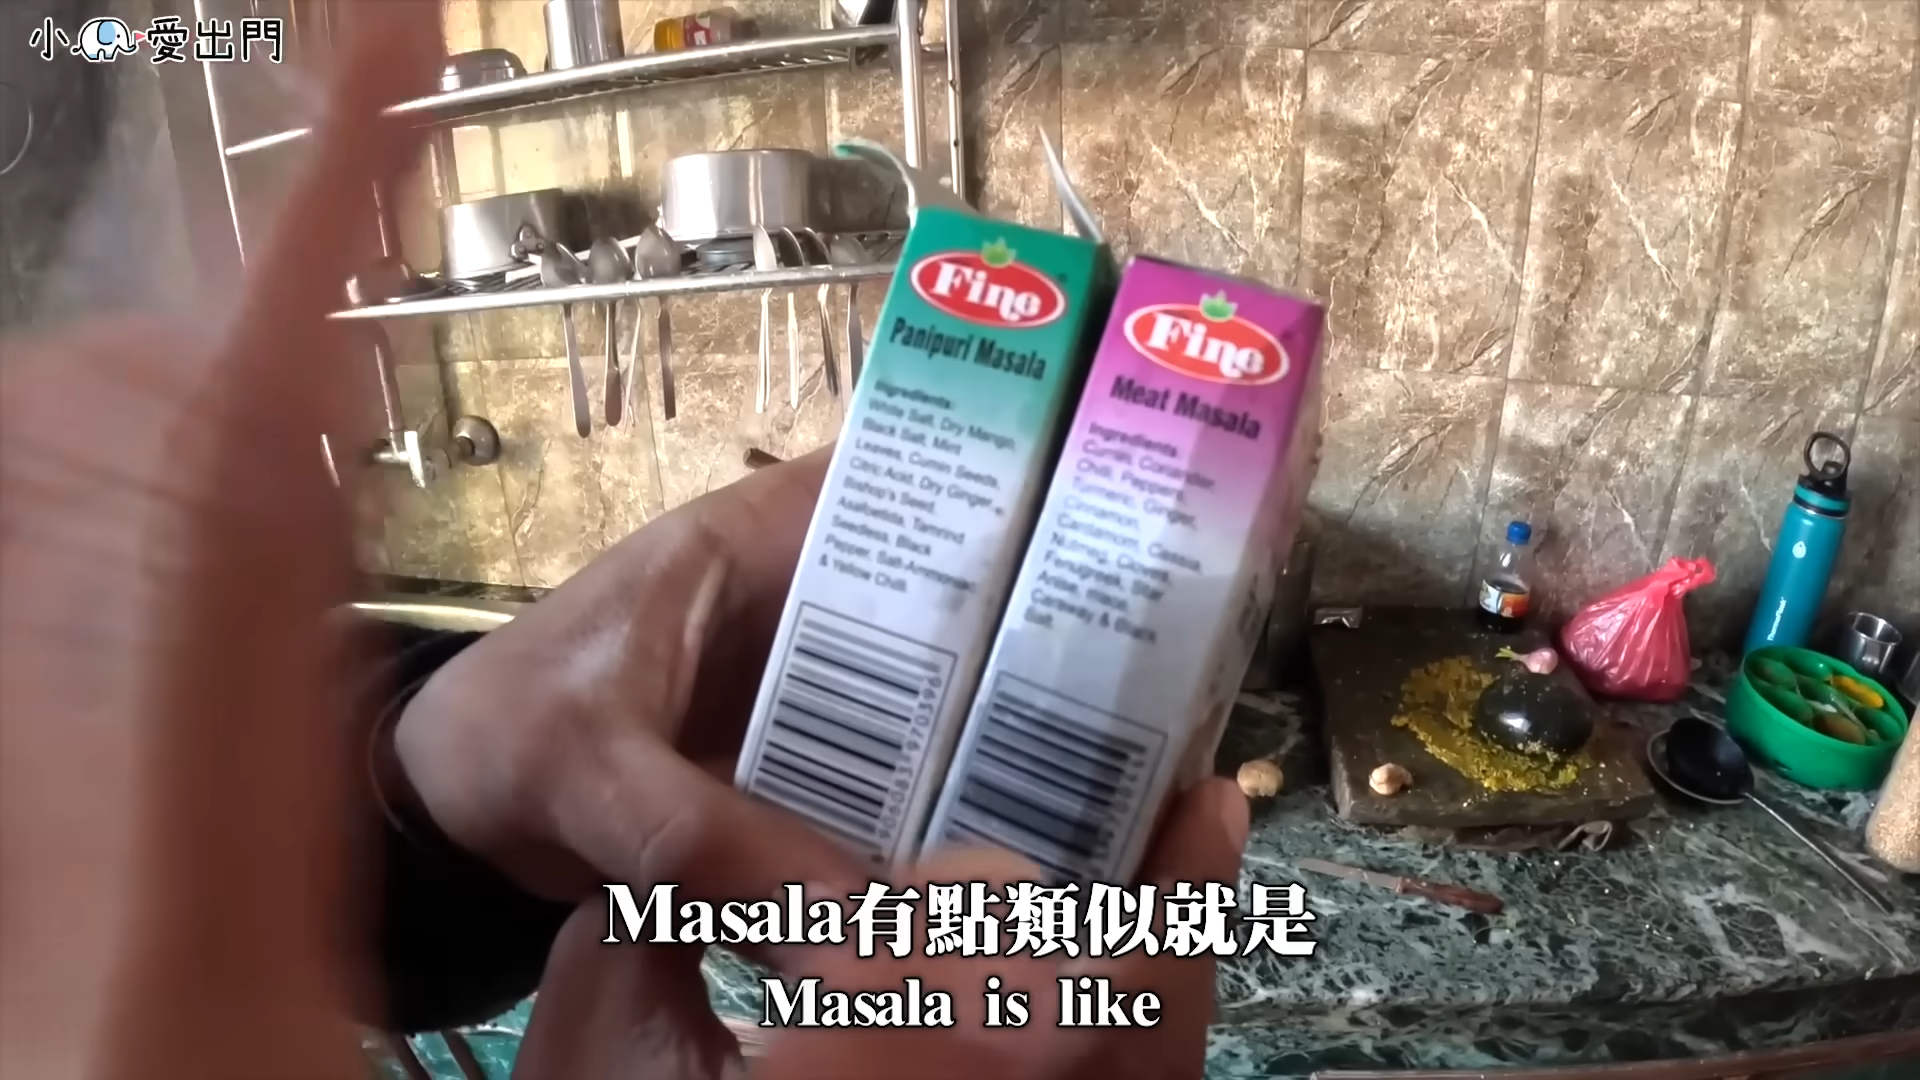 小愛出門
Fine
Panipuri Masala
Ingredients:
White Salt, Dry Mango,
Black Salt, Mint
Leaves, Cumin Seeds,
Citric Acid, Dry Ginger,
Bishop's Seed,
Asafoetida, Tamrind
Seedless, Black
Pepper, Salt-Ammoniac
& Yellow Chilli
Fine
Meat Masala
Ingredients:
Cumin, Coriander,
Chilli, Peppers,
Turmeric, Ginger,
Cinnamon,
Cardamom, Cassia,
Nutmeg, Cloves,
Fenugreek, Star
Anise, Mace,
Caraway & Black
Salt.
Masala有點類似就是
Masala is like